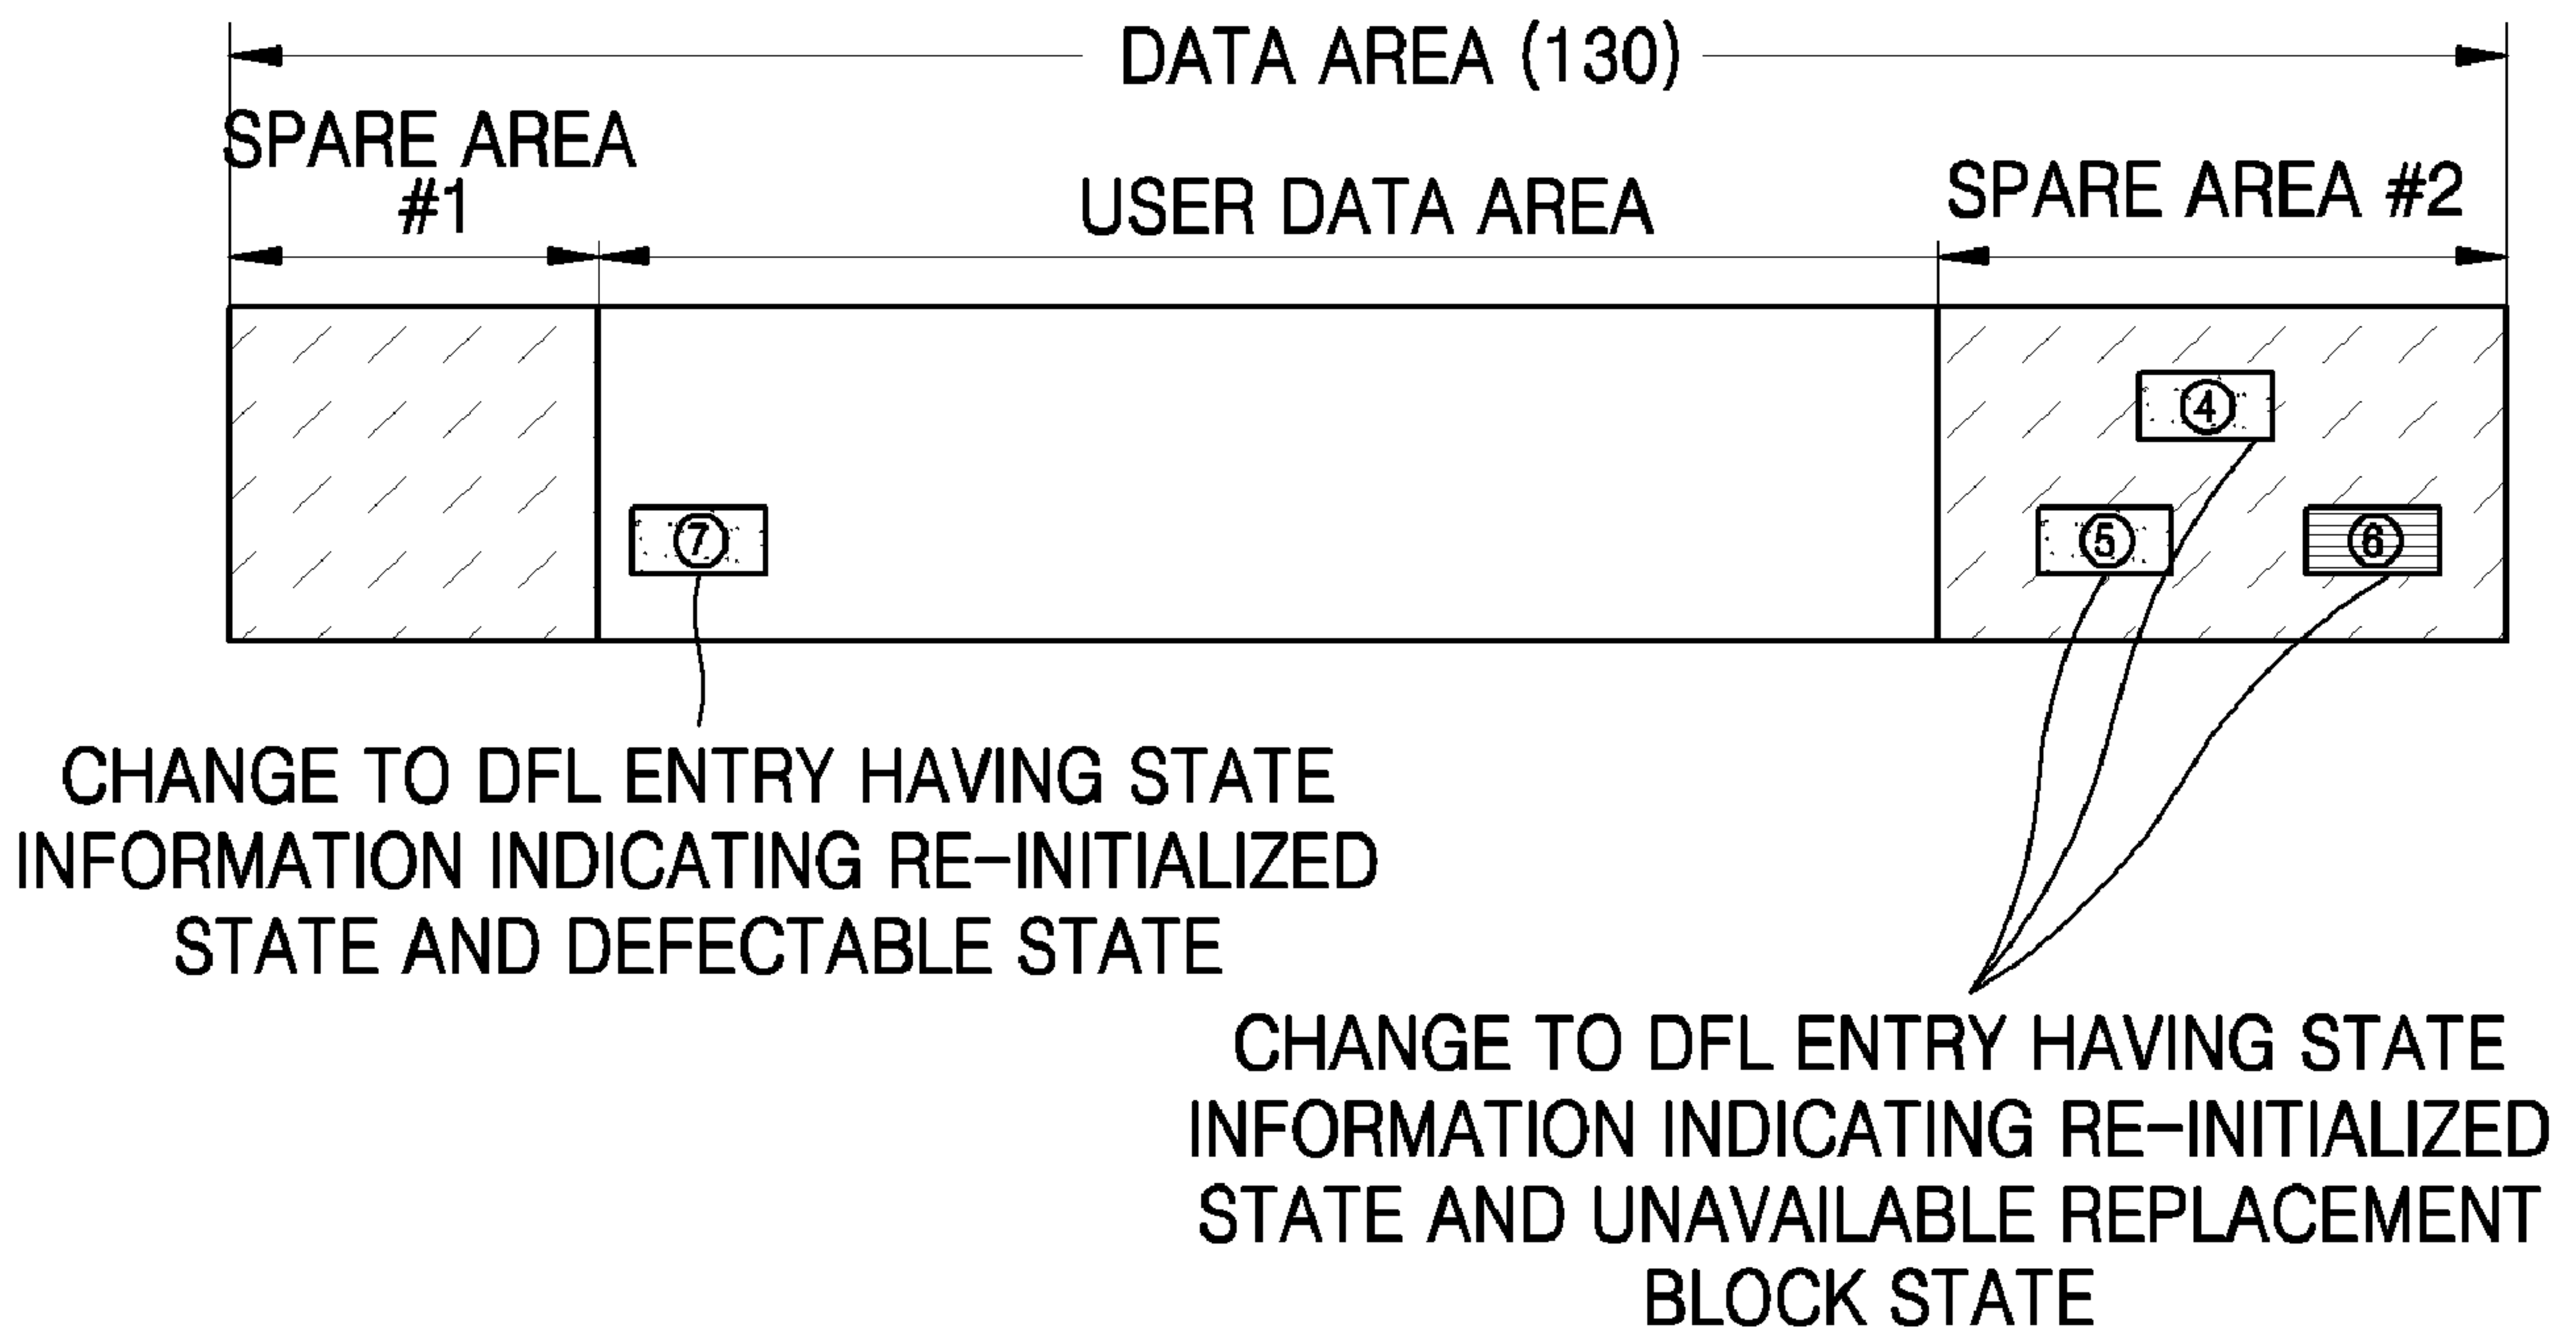 DATA AREA (130)
SPARE AREA
#1
USER DATA AREA
SPARE AREA #2
④
⑦
⑤
⑥
CHANGE TO DFL ENTRY HAVING STATE
INFORMATION INDICATING RE-INITIALIZED
STATE AND DEFECTABLE STATE
CHANGE TO DFL ENTRY HAVING STATE
INFORMATION INDICATING RE-INITIALIZED
STATE AND UNAVAILABLE REPLACEMENT
BLOCK STATE